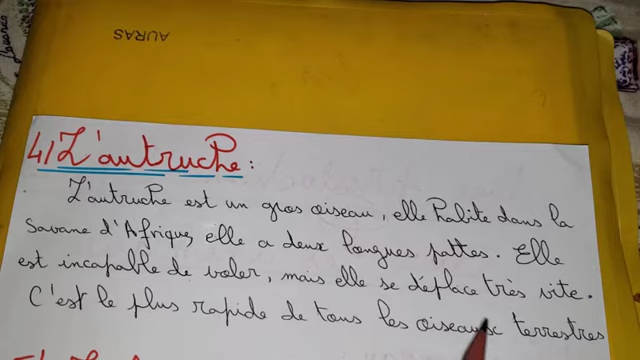 AURAS
4/ L'autruche :
L'autruche est un gros oiseau, elle habite dans la
Savane d'Afrique, elle a deux longues pattes. Elle
est incapable de voler, mais elle se déplace très vite.
C'est le plus rapide de tous les oiseaux terrestres